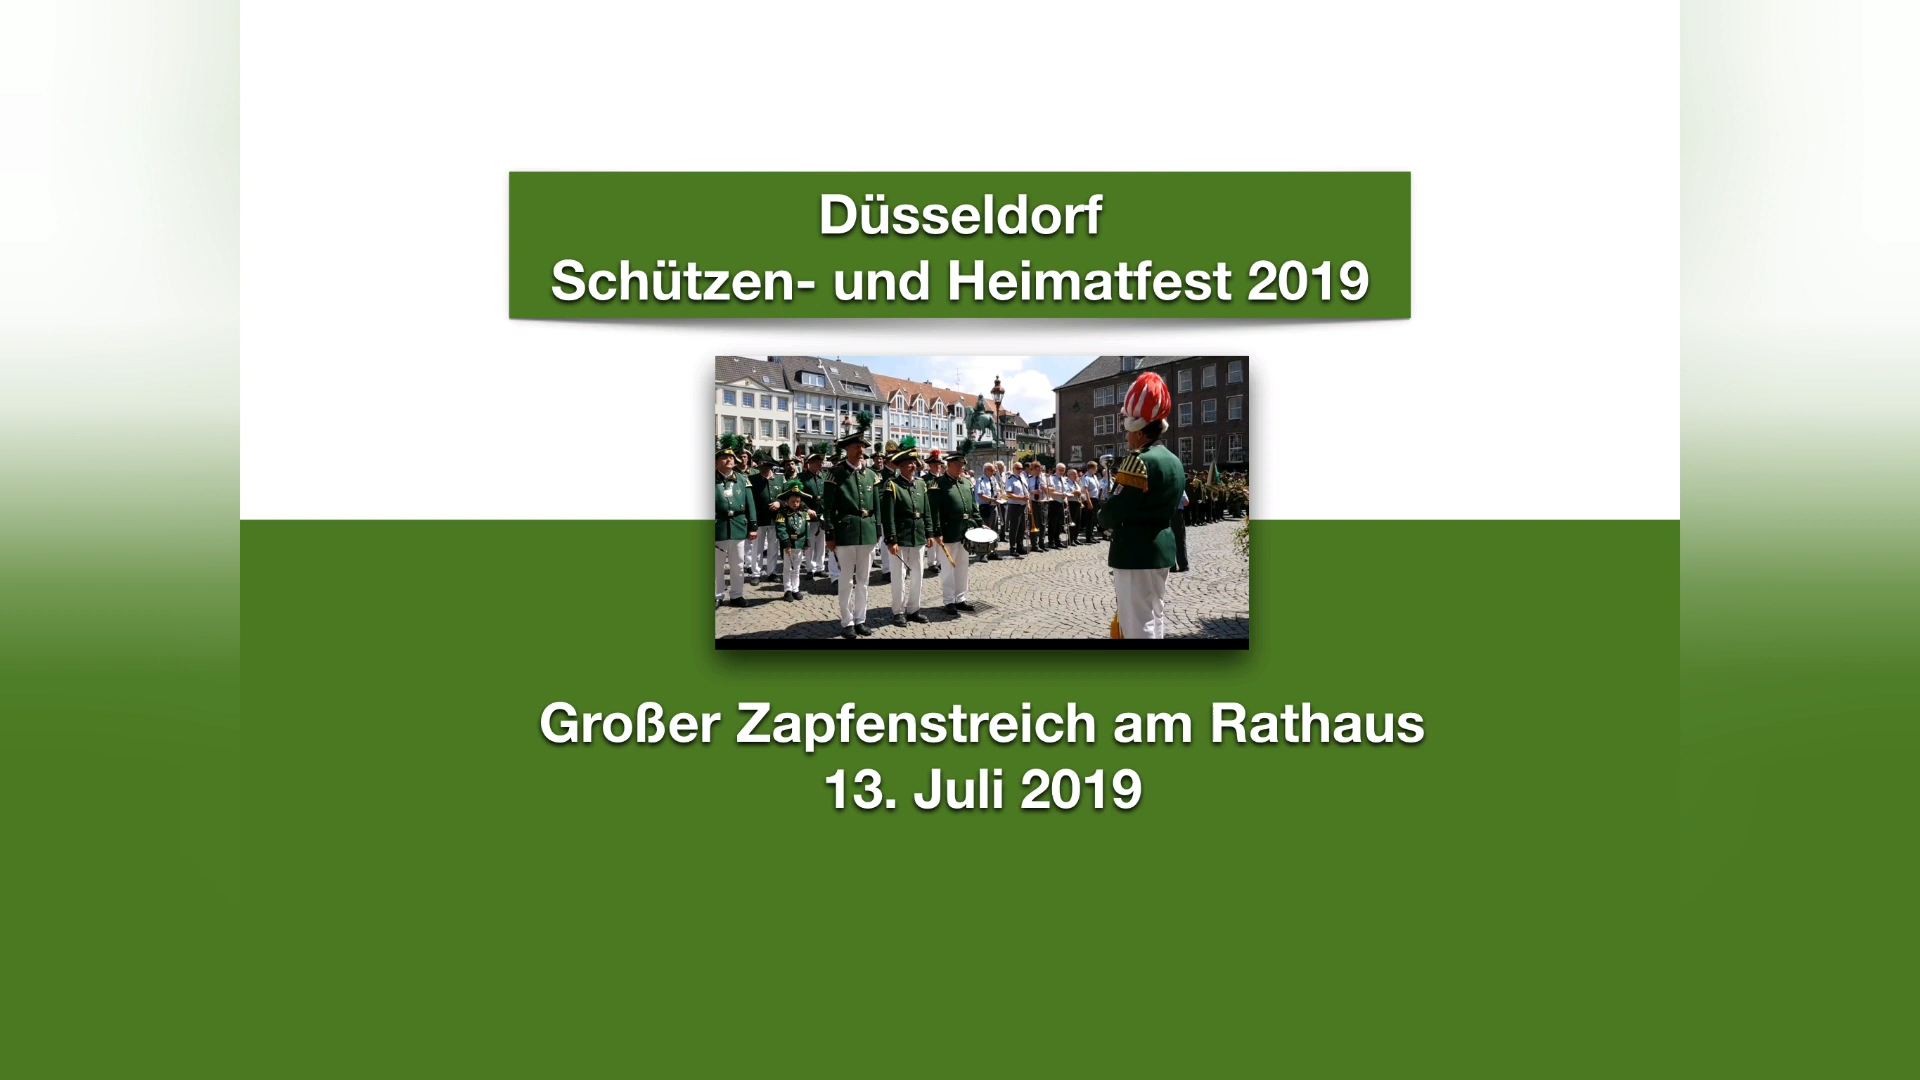 Düsseldorf
Schützen- und Heimatfest 2019
Großer Zapfenstreich am Rathaus
13. Juli 2019